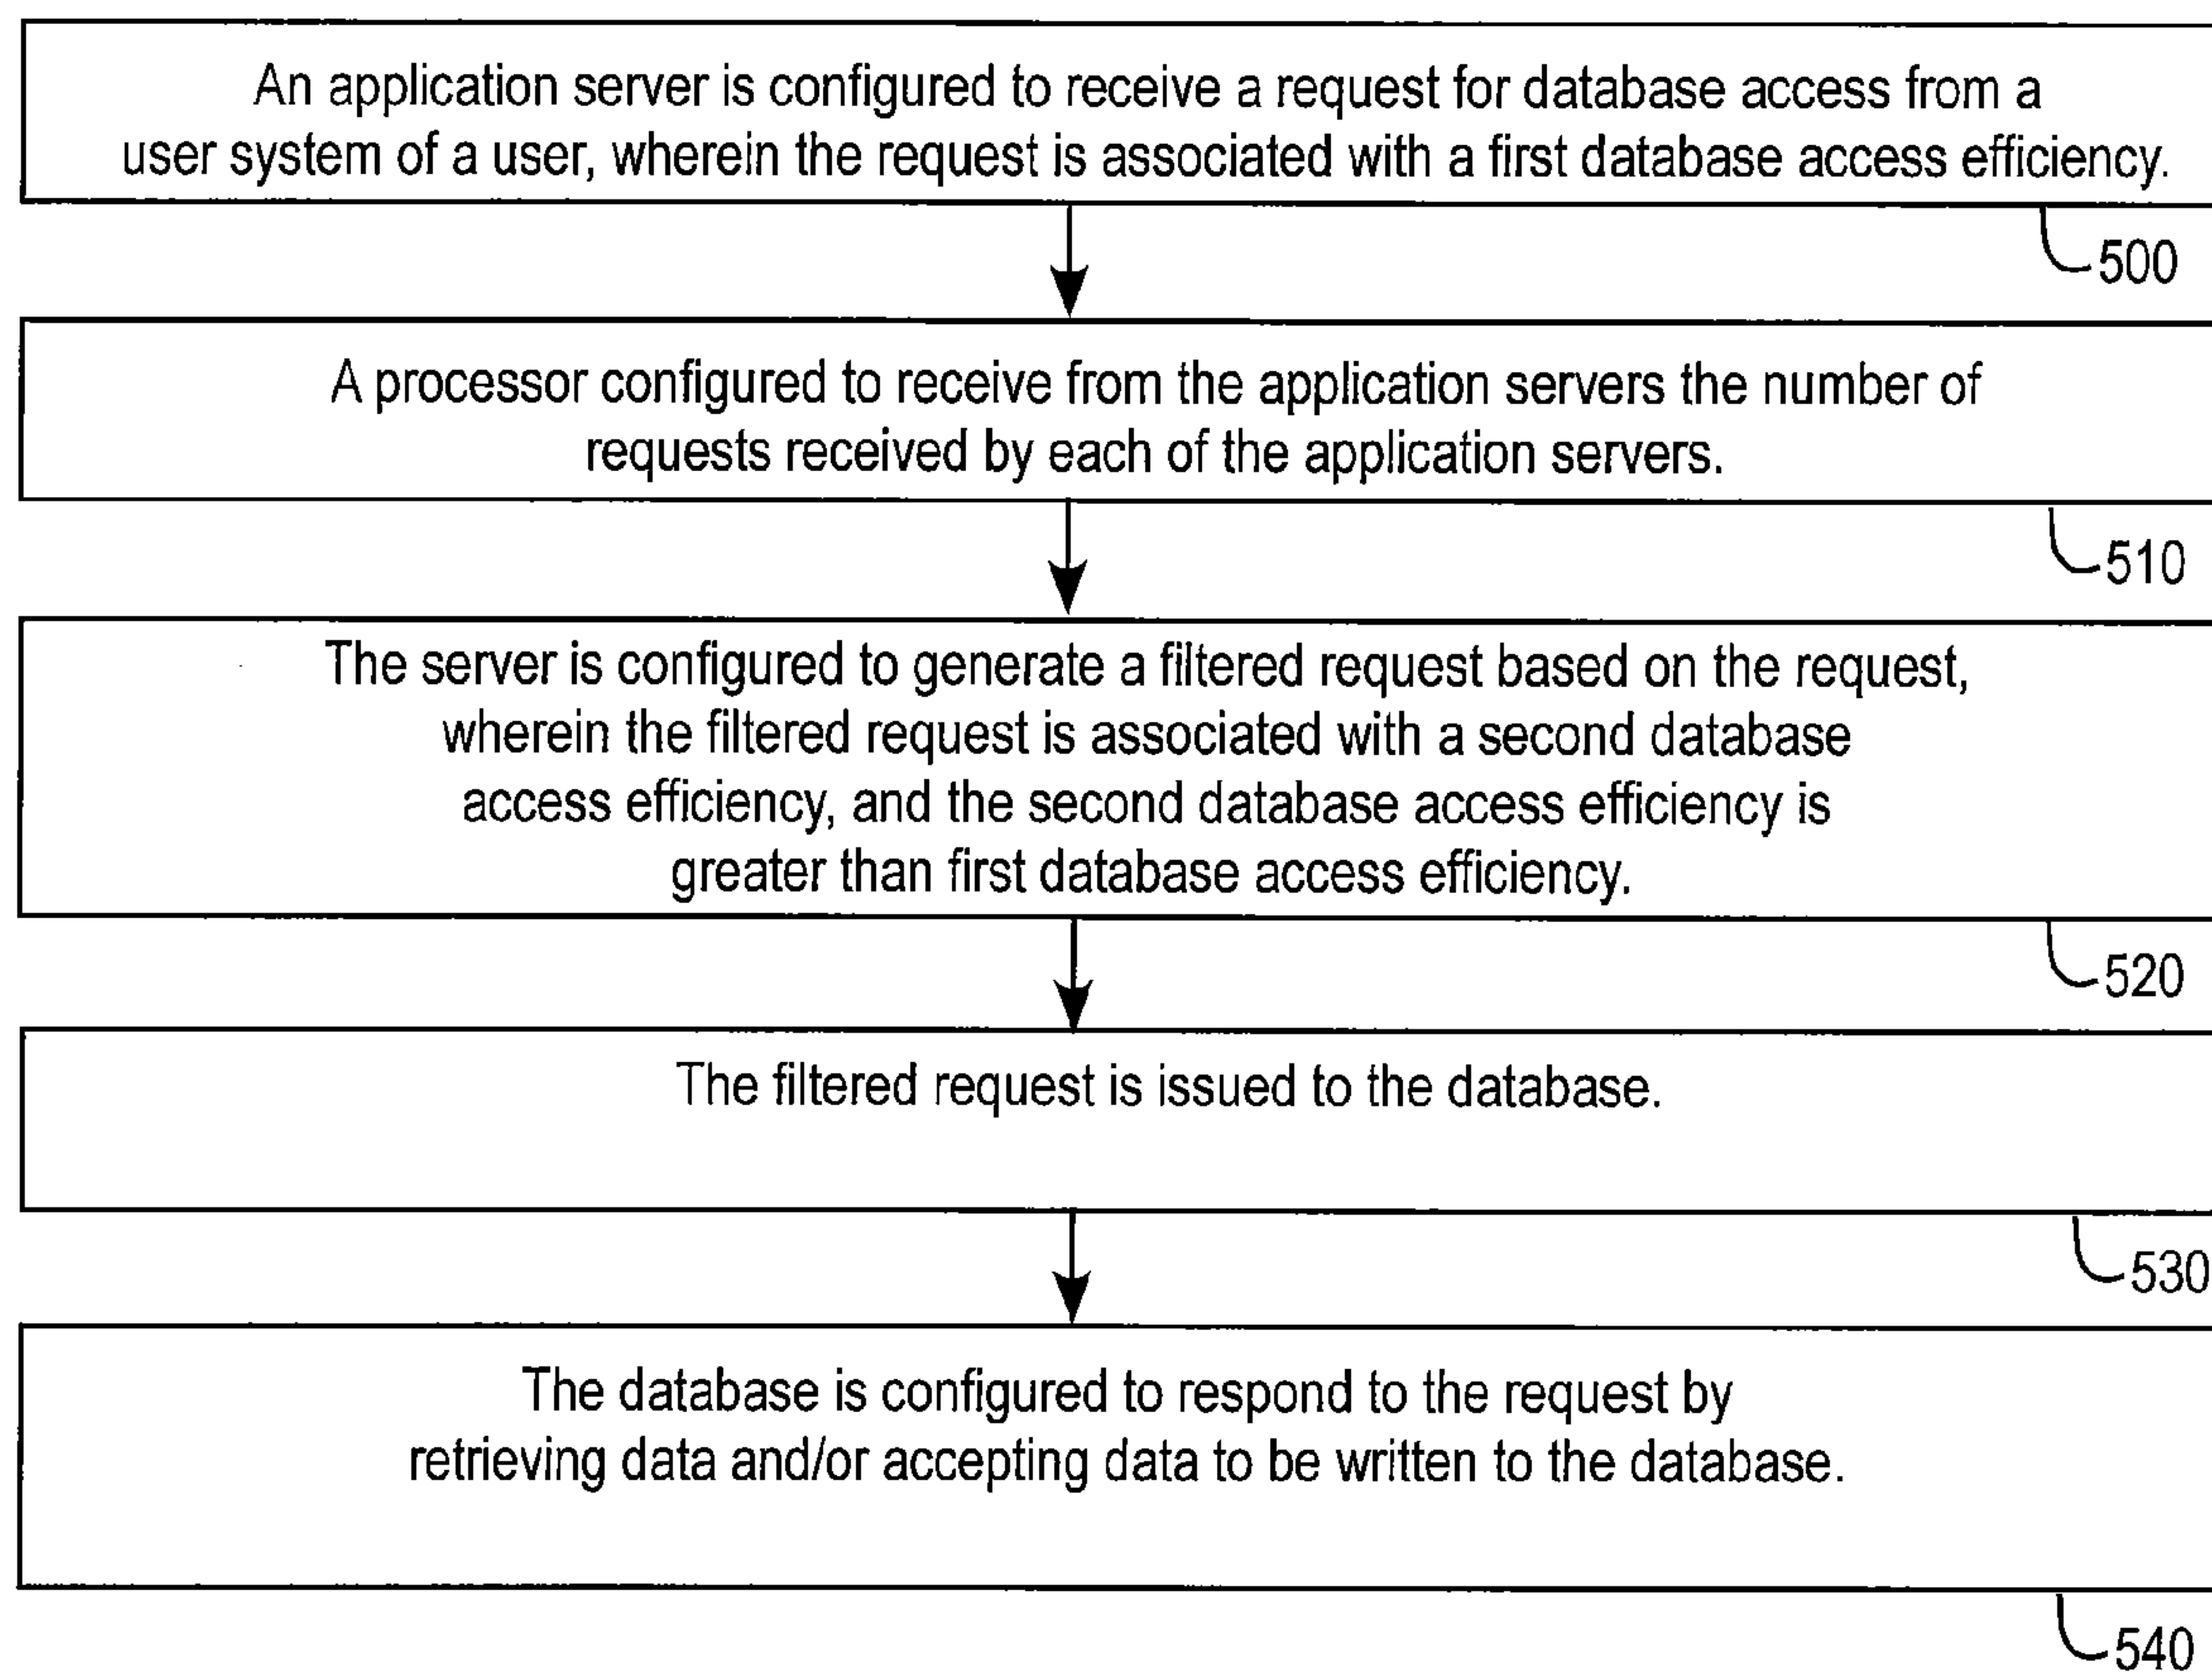 An application server is configured to receive a request for database access from a
user system of a user, wherein the request is associated with a first database access efficiency.
500
A processor configured to receive from the application servers the number of
requests received by each of the application servers.
510
The server is configured to generate a filtered request based on the request,
wherein the filtered request is associated with a second database
access efficiency, and the second database access efficiency is
greater than first database access efficiency.
520
The filtered request is issued to the database.
530
The database is configured to respond to the request by
retrieving data and/or accepting data to be written to the database.
540